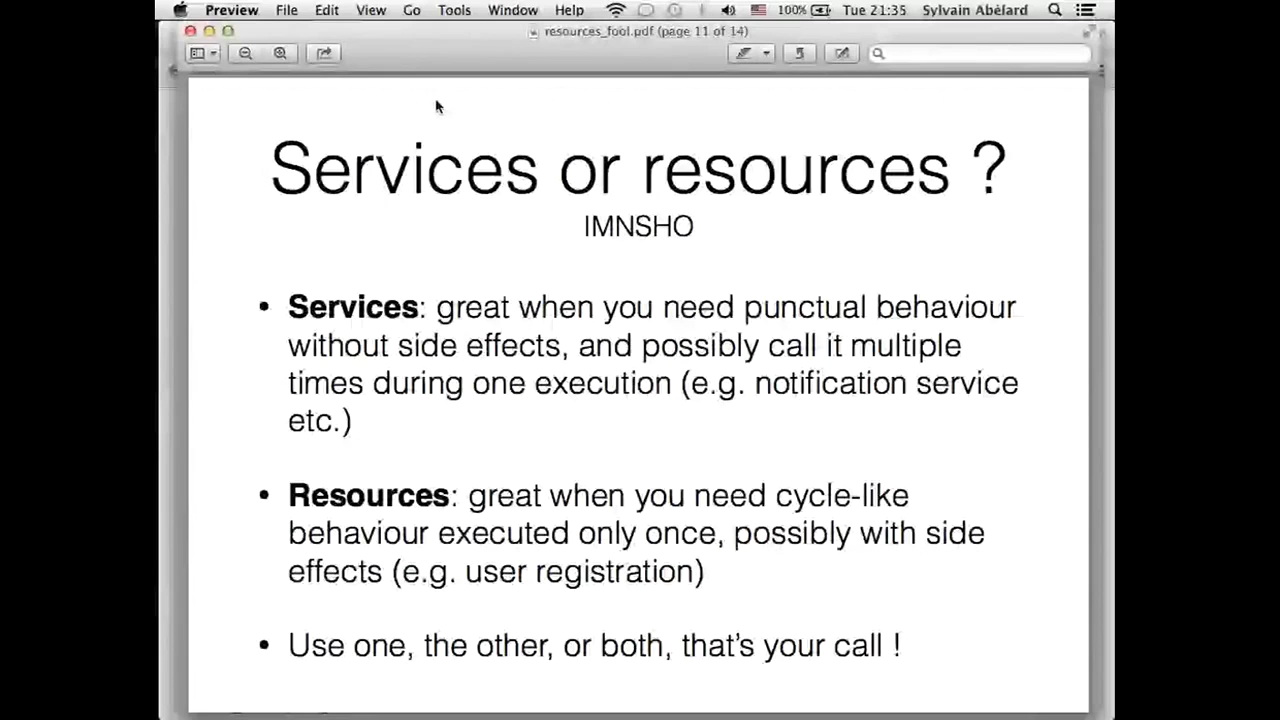 Preview File Edit View Go Tools Window Help 100% Tue 21:35 Sylvain Abélard
resources_fool.pdf (page 11 of 14)
Services or resources ?
IMNSHO
• Services: great when you need punctual behaviour
without side effects, and possibly call it multiple
times during one execution (e.g. notification service
etc.)
• Resources: great when you need cycle-like
behaviour executed only once, possibly with side
effects (e.g. user registration)
• Use one, the other, or both, that's your call !